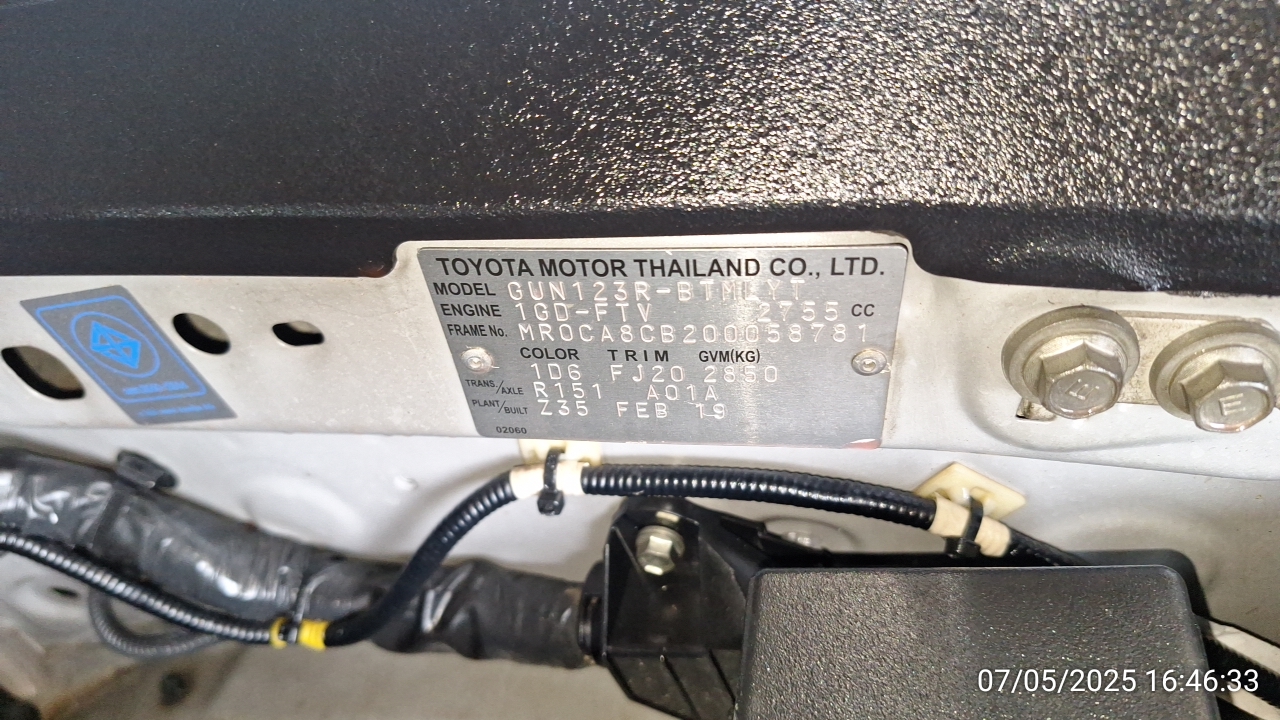 TOYOTA MOTOR THAILAND CO., LTD.
MODEL GUN123R-BTMLYT
ENGINE 1GD-FTV 2755 CC
FRAME No. MR0CA8CB200058781
COLOR TRIM GVM(KG)
1D6 FJ20 2850
TRANS./AXLE R151 A01A
PLANT/BUILT Z35 FEB 19
02060
E
07/05/2025 16:46:33